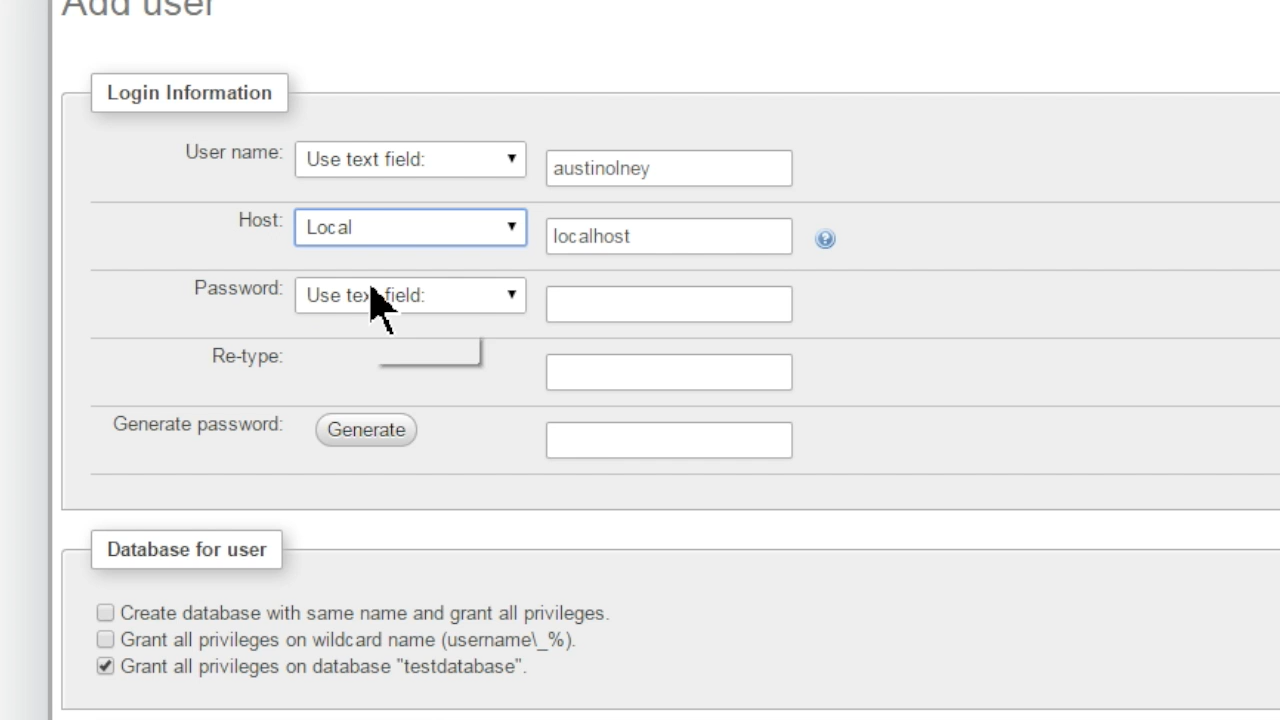 Add user
Login Information
User name: Use text field: austinolney
Host: Local localhost
Password: Use text field:
Re-type:
Generate password: Generate
Database for user
Create database with same name and grant all privileges.
Grant all privileges on wildcard name (username\_%).
Grant all privileges on database "testdatabase".